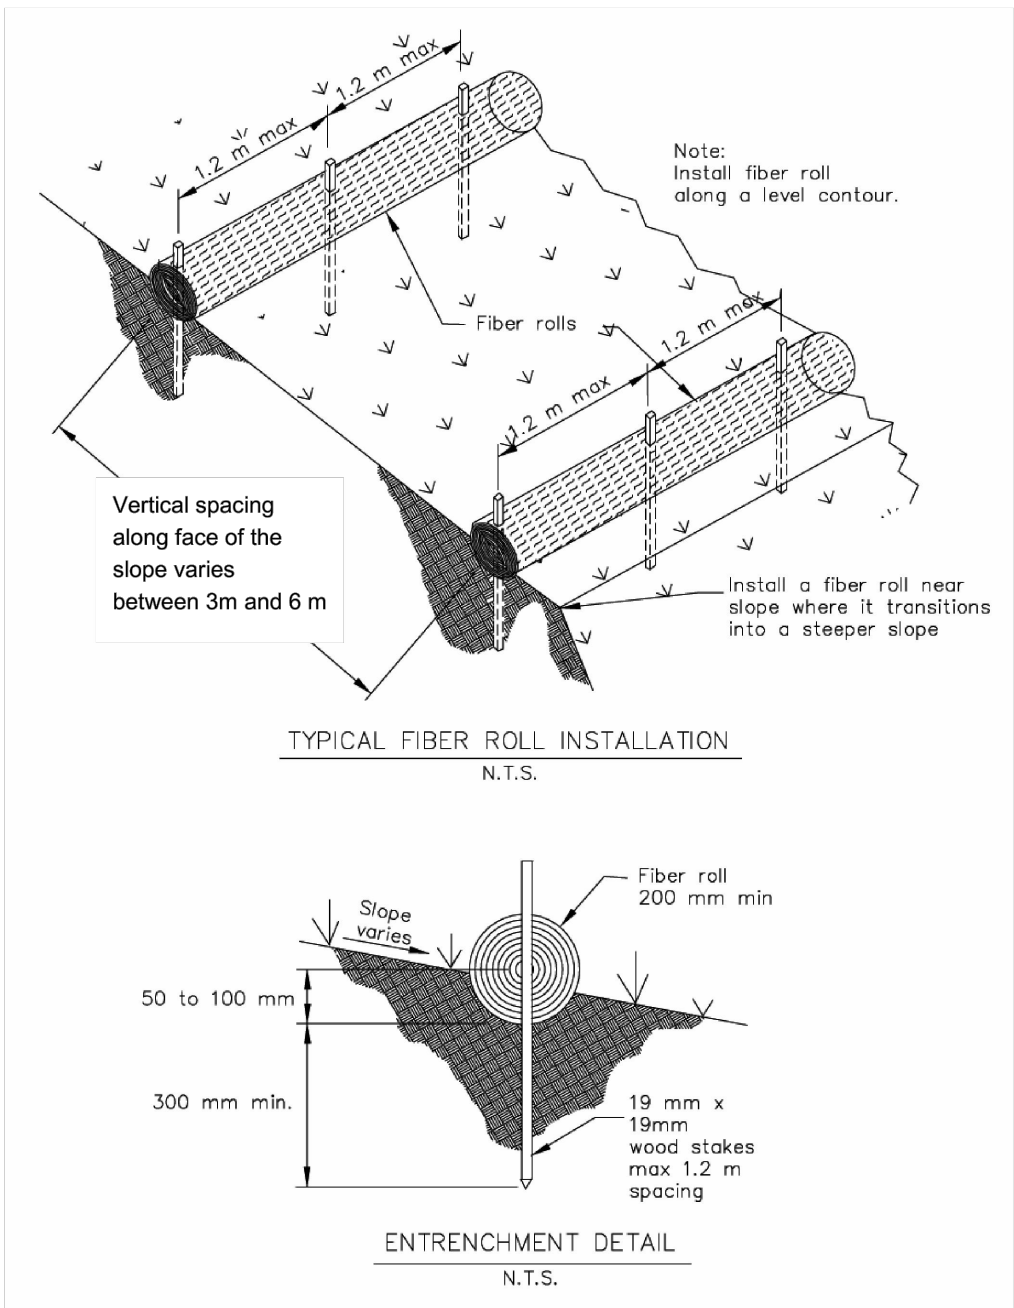 1.2 m max
1.2 m max
Note:
Install fiber roll
along a level contour.
Fiber rolls
1.2 m max
1.2 m max
Vertical spacing
along face of the
slope varies
between 3m and 6 m
Install a fiber roll near
slope where it transitions
into a steeper slope
TYPICAL FIBER ROLL INSTALLATION
N.T.S.
Fiber roll
200 mm min
Slope
varies
50 to 100 mm
300 mm min.
19 mm x
19mm
wood stakes
max 1.2 m
spacing
ENTRENCHMENT DETAIL
N.T.S.